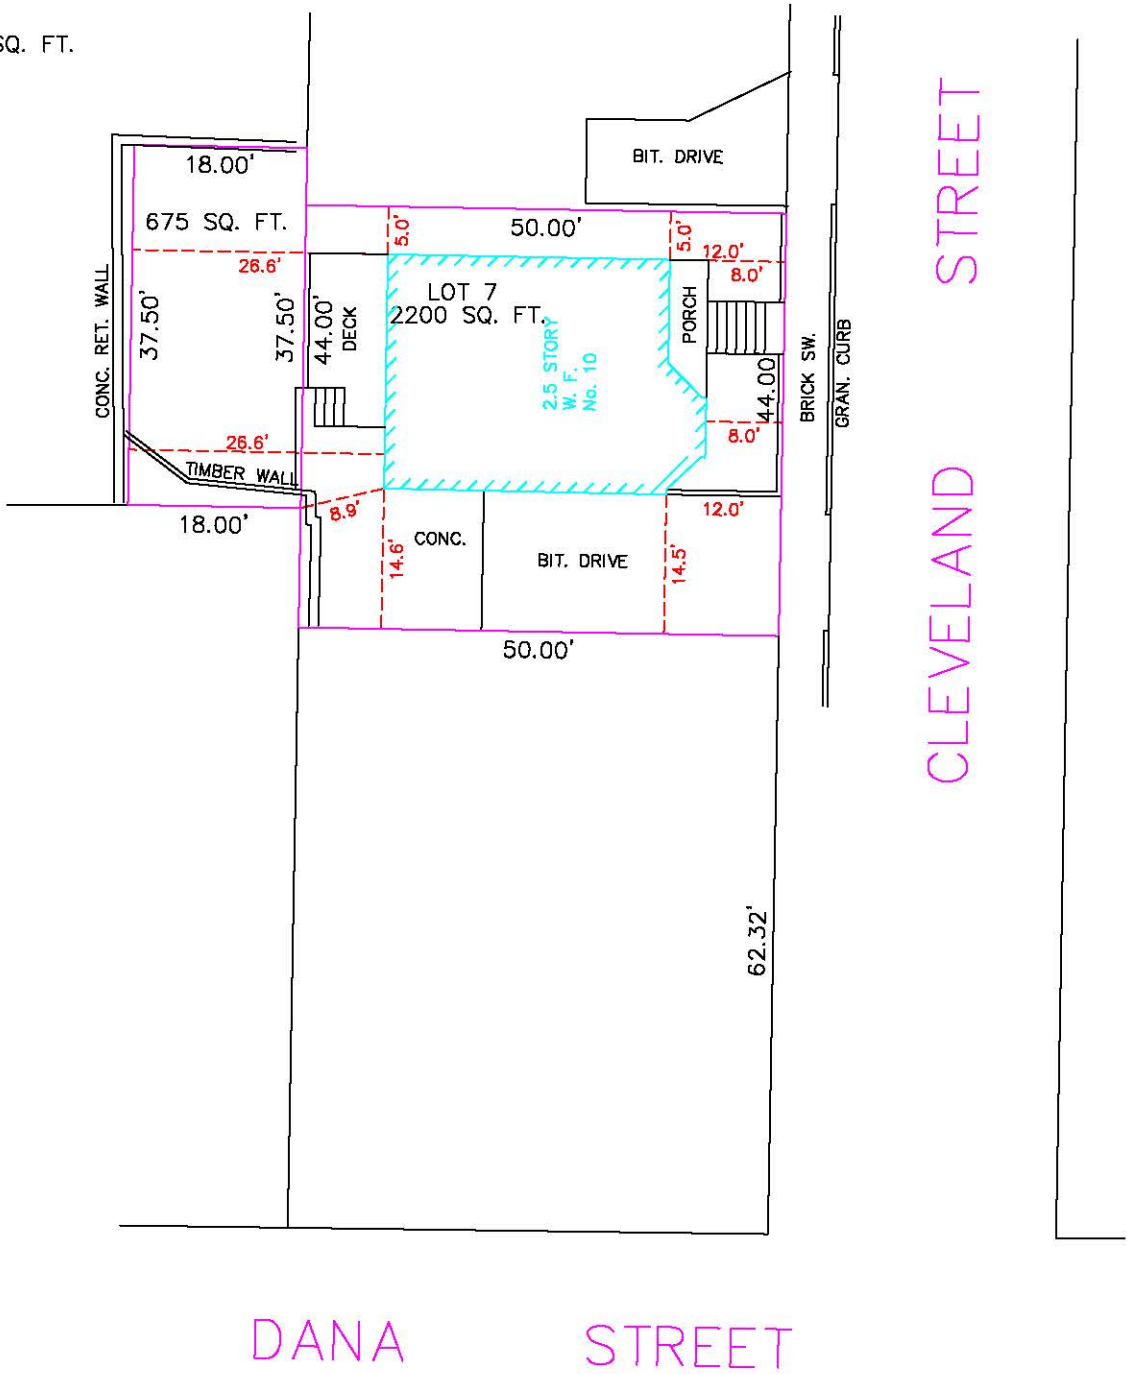 SQ. FT.
STREET
BIT. DRIVE
18.00'
675 SQ. FT.
5.0'
50.00'
5.0'
12.0'
26.6'
8.0'
CONC. RET. WALL
37.50'
37.50'
44.00'
DECK
LOT 7
2200 SQ. FT.
2.5 STORY
W. F.
No. 10
PORCH
44.00
BRICK SW.
GRAN. CURB
26.6'
8.0'
TIMBER WALL
18.00'
8.9'
12.0'
14.6'
CONC.
BIT. DRIVE
14.5'
CLEVELAND
50.00'
62.32'
DANA STREET